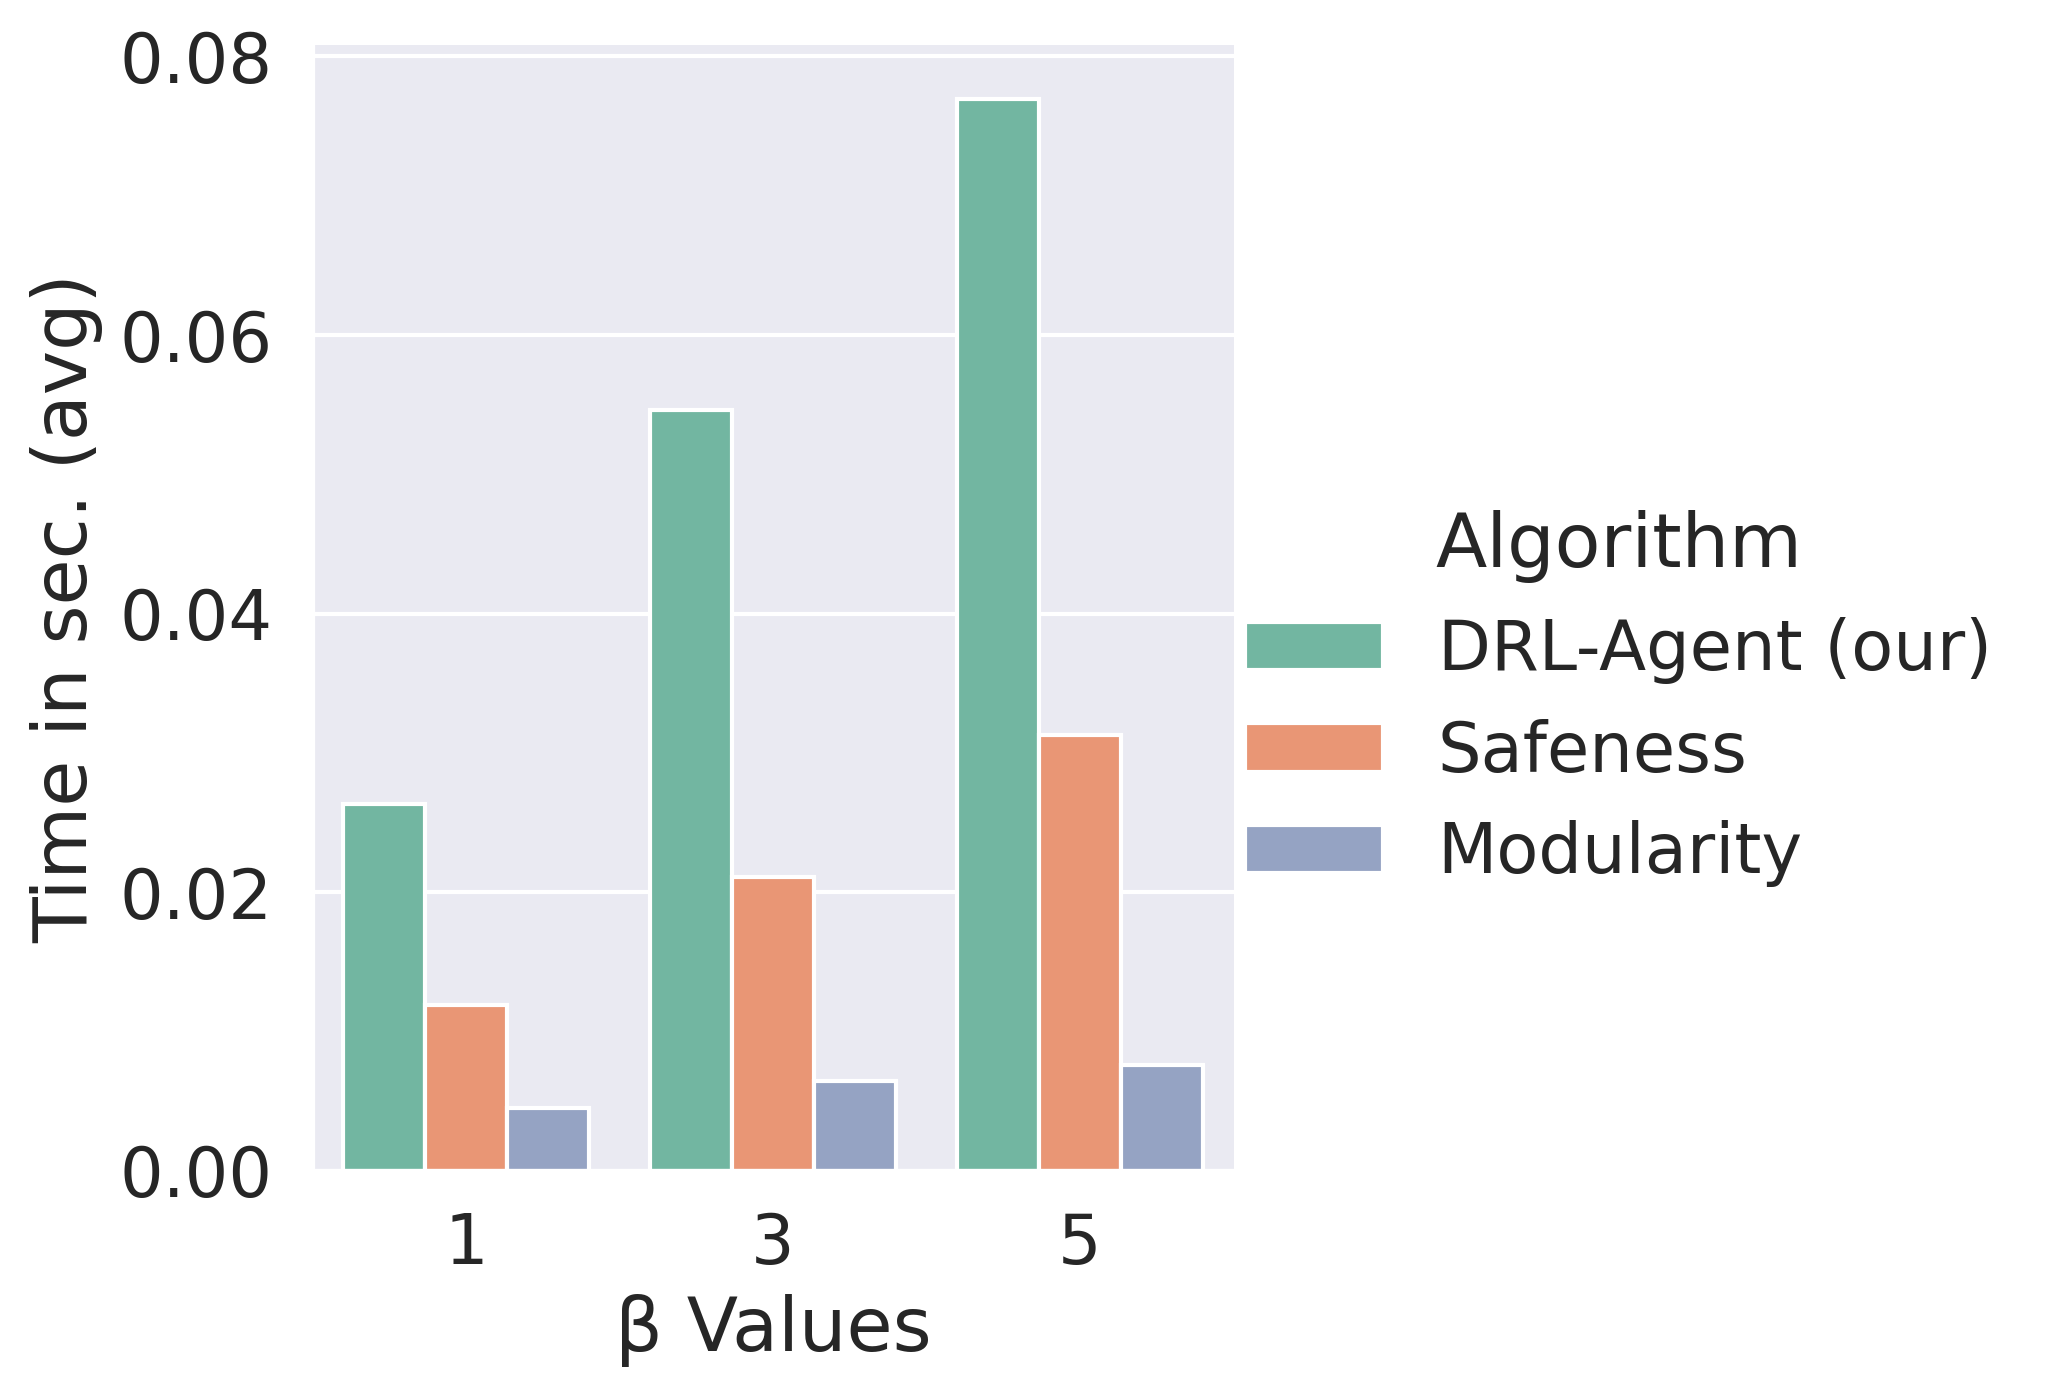 0.08
0.06
0.04
0.02
0.00
Time in sec. (avg)
1 3 5
β Values
Algorithm
DRL-Agent (our)
Safeness
Modularity